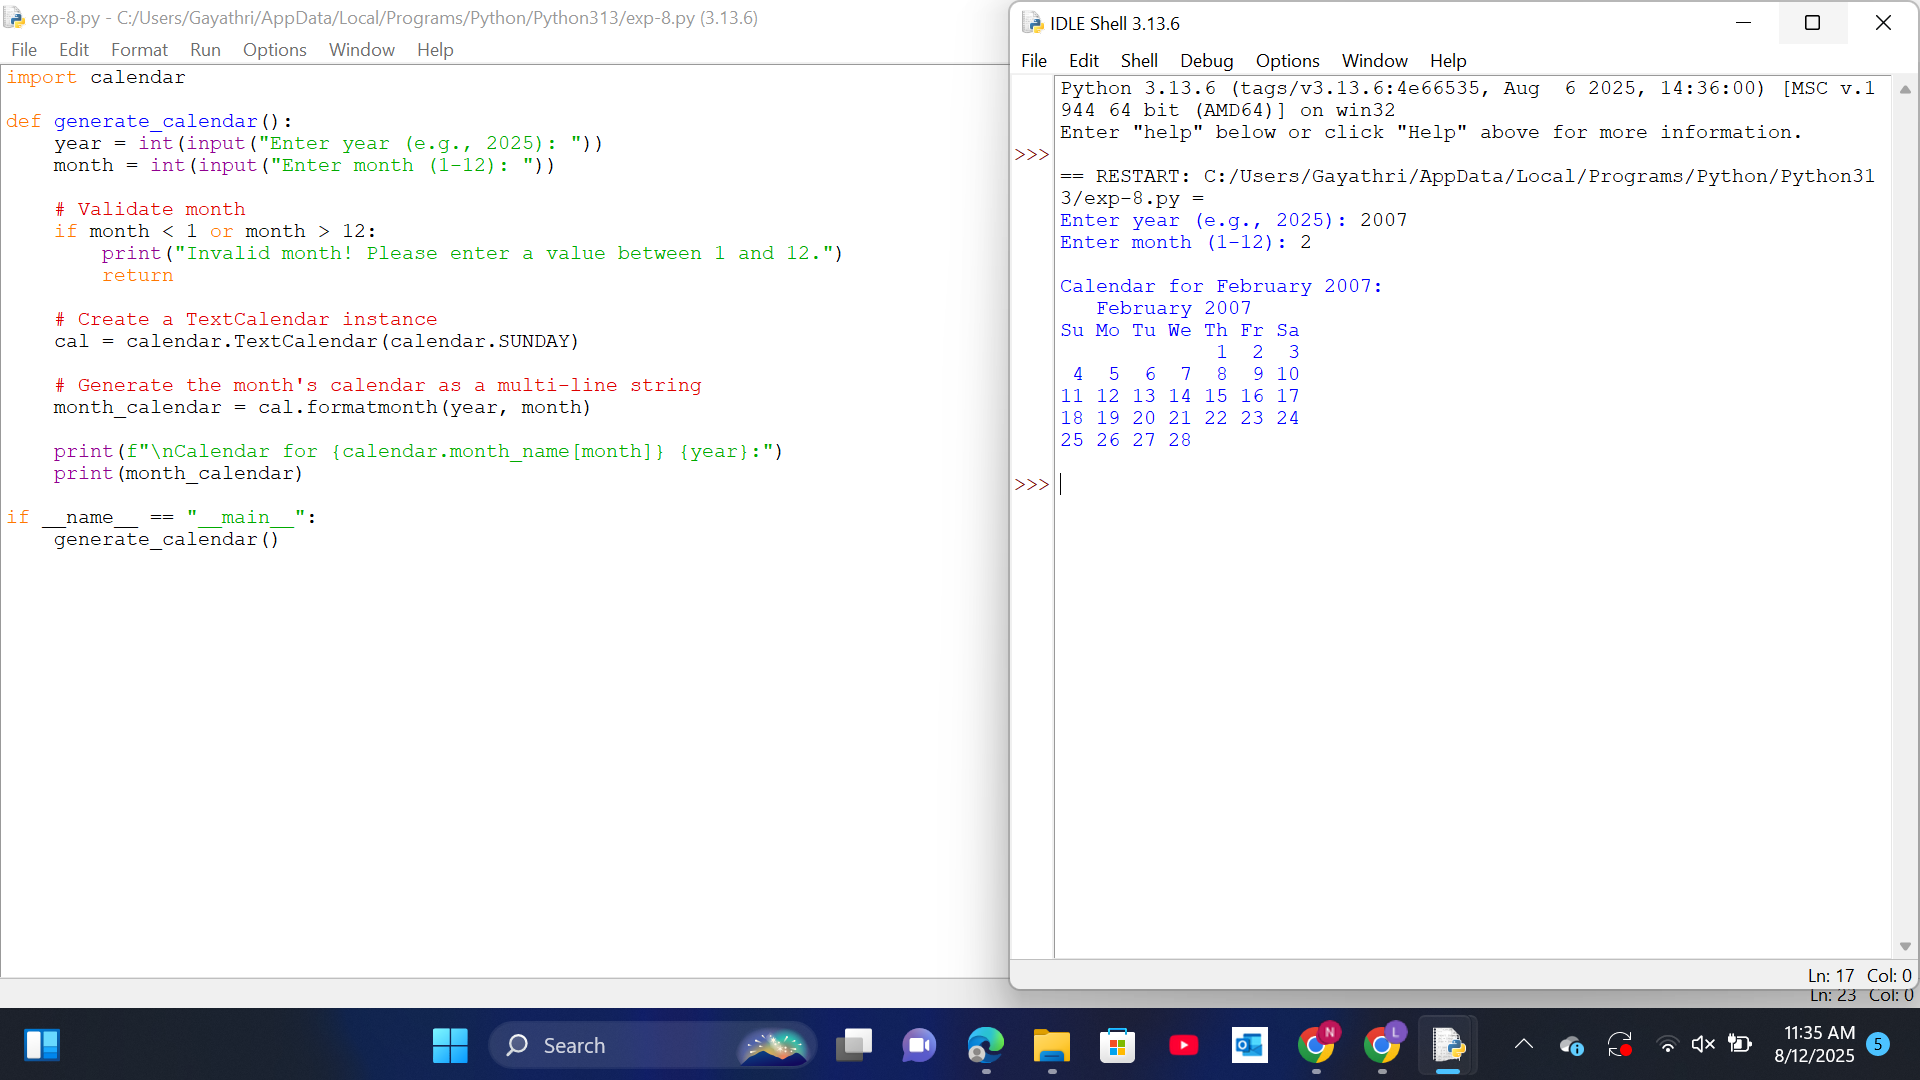 exp-8.py - C:/Users/Gayathri/AppData/Local/Programs/Python/Python313/exp-8.py (3.13.6)
File Edit Format Run Options Window Help
import calendar

def generate_calendar():
    year = int(input("Enter year (e.g., 2025): "))
    month = int(input("Enter month (1-12): "))

    # Validate month
    if month < 1 or month > 12:
        print("Invalid month! Please enter a value between 1 and 12.")
        return

    # Create a TextCalendar instance
    cal = calendar.TextCalendar(calendar.SUNDAY)

    # Generate the month's calendar as a multi-line string
    month_calendar = cal.formatmonth(year, month)

    print(f"\nCalendar for {calendar.month_name[month]} {year}:")
    print(month_calendar)

if __name__ == "__main__":
    generate_calendar()
IDLE Shell 3.13.6
File Edit Shell Debug Options Window Help
Python 3.13.6 (tags/v3.13.6:4e66535, Aug  6 2025, 14:36:00) [MSC v.1
944 64 bit (AMD64)] on win32
Enter "help" below or click "Help" above for more information.
>>>
== RESTART: C:/Users/Gayathri/AppData/Local/Programs/Python/Python31
3/exp-8.py =
Enter year (e.g., 2025): 2007
Enter month (1-12): 2

Calendar for February 2007:
   February 2007
Su Mo Tu We Th Fr Sa
             1  2  3
 4  5  6  7  8  9 10
11 12 13 14 15 16 17
18 19 20 21 22 23 24
25 26 27 28

>>>
Ln: 17 Col: 0
Ln: 23 Col: 0
Search
N
L
11:35 AM
8/12/2025
5